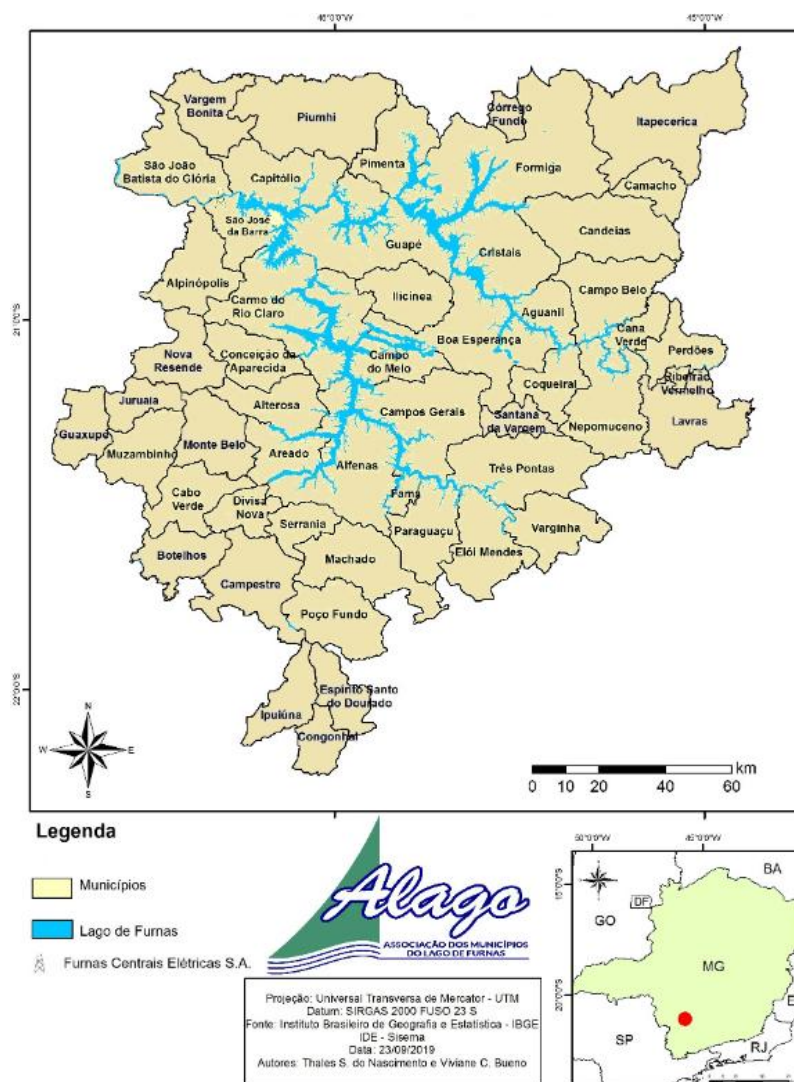 46°0'0"W
45°0'0"W
Vargem
Bonita
Piumhi
Córrego
Fundo
Itapecerica
São João
Batista do Glória
Capitólio
Pimenta
Formiga
Camacho
São José
da Barra
Guapé
Cristais
Candeias
Alpinópolis
Ilicínea
Carmo do
Rio Claro
Campo Belo
Aguanil
21°0'0"S
Boa Esperança
Cana
Verde
Nova
Resende
Conceição da
Aparecida
Campo
do Melo
Perdões
Coqueiral
Ribeirão
Vermelho
Juruaia
Alterosa
Campos Gerais
Santana
da Vargem
Nepomuceno
Lavras
Guaxupé
Muzambinho
Monte Belo
Areado
Alfenas
Três Pontas
Cabo
Verde
Divisa
Nova
Fama
Serrania
Paraguaçu
Varginha
Botelhos
Machado
Elói Mendes
Campestre
Poço Fundo
22°0'0"S
Espírito Santo
do Dourado
Ipuiúna
Congonhal
N
W E
S
km
0 10 20 40 60
Legenda
Municípios
Lago de Furnas
Furnas Centrais Elétricas S.A.
Alago
ASSOCIAÇÃO DOS MUNICÍPIOS
DO LAGO DE FURNAS
Projeção: Universal Transversa de Mercator - UTM
Datum: SIRGAS 2000 FUSO 23 S
Fonte: Instituto Brasileiro de Geografia e Estatística - IBGE
IDE - Sisema
Data: 23/09/2019
Autores: Thales S. do Nascimento e Viviane C. Bueno
50°0'0"W
45°0'0"W
15°0'0"S
BA
DF
GO
MG
20°0'0"S
E
SP
RJ